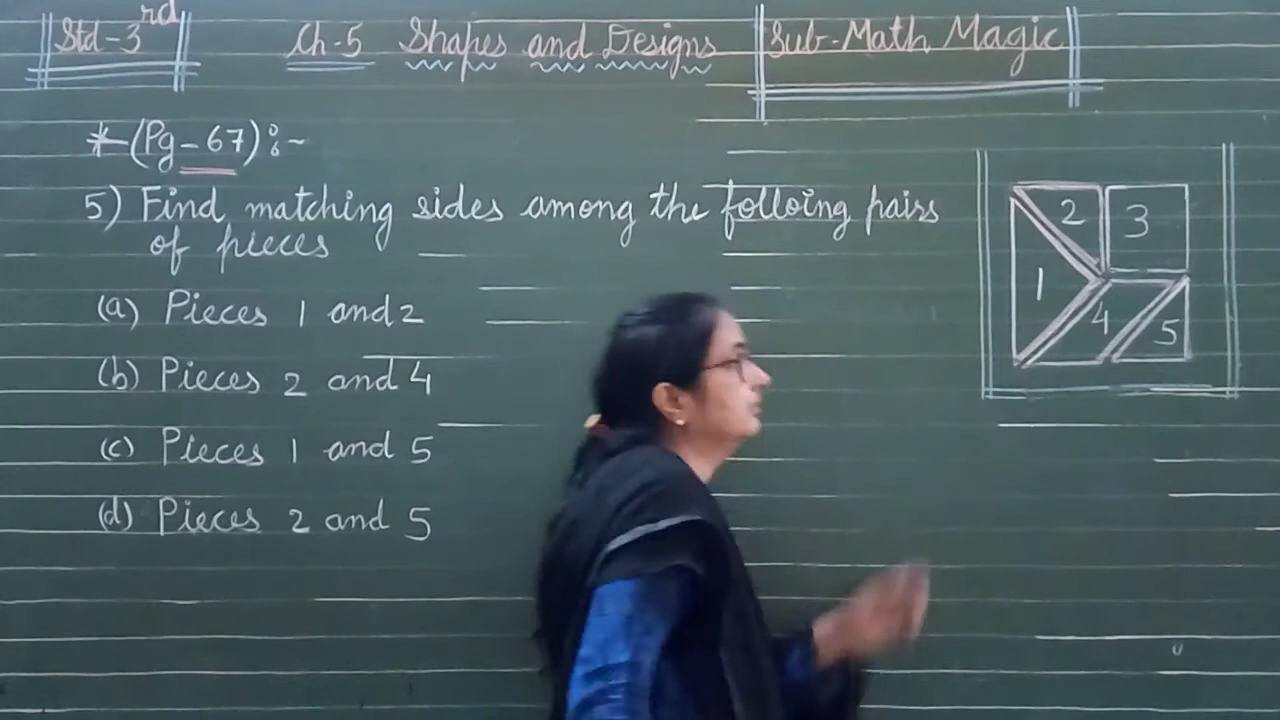 Std-3rd
Ch-5 Shapes and Designs
Sub-Math Magic
*(Pg-67):-
5) Find matching sides among the folloing pairs
of pieces
(a) Pieces 1 and 2
(b) Pieces 2 and 4
(c) Pieces 1 and 5
(d) Pieces 2 and 5
2 3
1
4 5